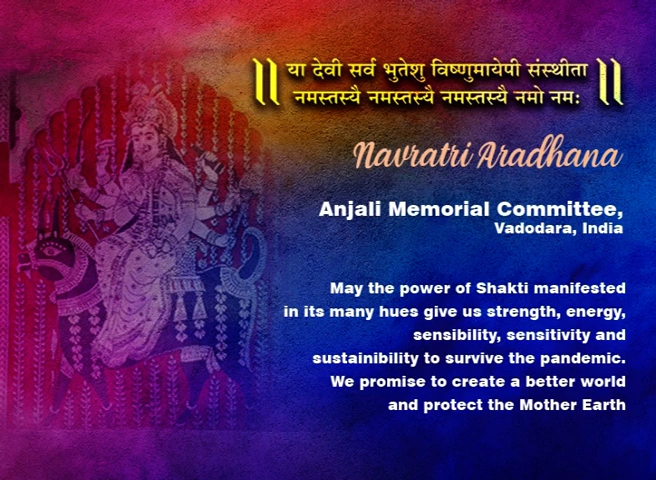 || या देवी सर्व भुतेशु विष्णुमायेपी संस्थीता
नमस्तस्यै नमस्तस्यै नमस्तस्यै नमो नमः ||
Navratri Aradhana
Anjali Memorial Committee,
Vadodara, India
May the power of Shakti manifested
in its many hues give us strength, energy,
sensibility, sensitivity and
sustainibility to survive the pandemic.
We promise to create a better world
and protect the Mother Earth